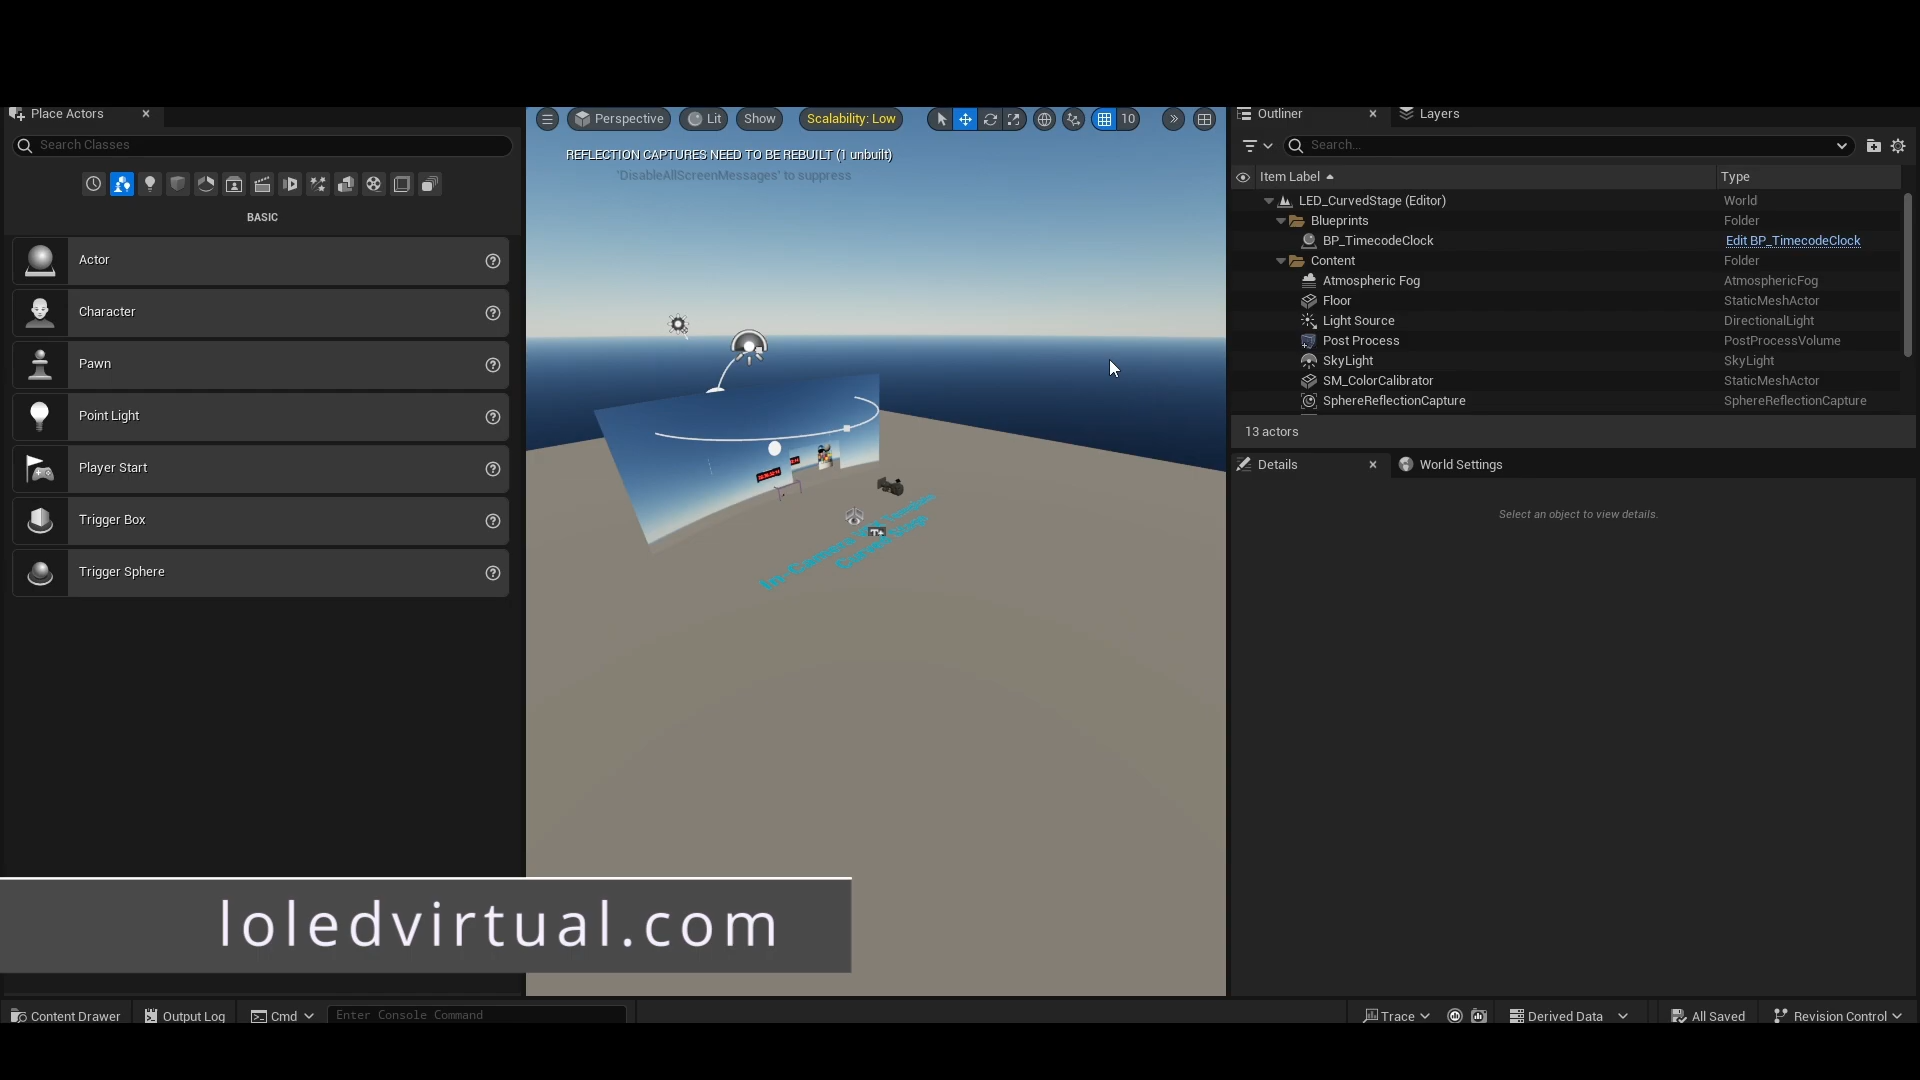 Place Actors
Search Classes
BASIC
Actor
Character
Pawn
Point Light
Player Start
Trigger Box
Trigger Sphere
Perspective
Lit
Show
Scalability: Low
10
REFLECTION CAPTURES NEED TO BE REBUILT (1 unbuilt)
'DisableAllScreenMessages' to suppress
Outliner
Layers
Search...
Item Label Type
LED_CurvedStage (Editor) World
Blueprints Folder
BP_TimecodeClock Edit BP_TimecodeClock
Content Folder
Atmospheric Fog AtmosphericFog
Floor StaticMeshActor
Light Source DirectionalLight
Post Process PostProcessVolume
SkyLight SkyLight
SM_ColorCalibrator StaticMeshActor
SphereReflectionCapture SphereReflectionCapture
13 actors
Details
World Settings
Select an object to view details.
loledvirtual.com
Content Drawer
Output Log
Cmd
Enter Console Command
Trace
Derived Data
All Saved
Revision Control